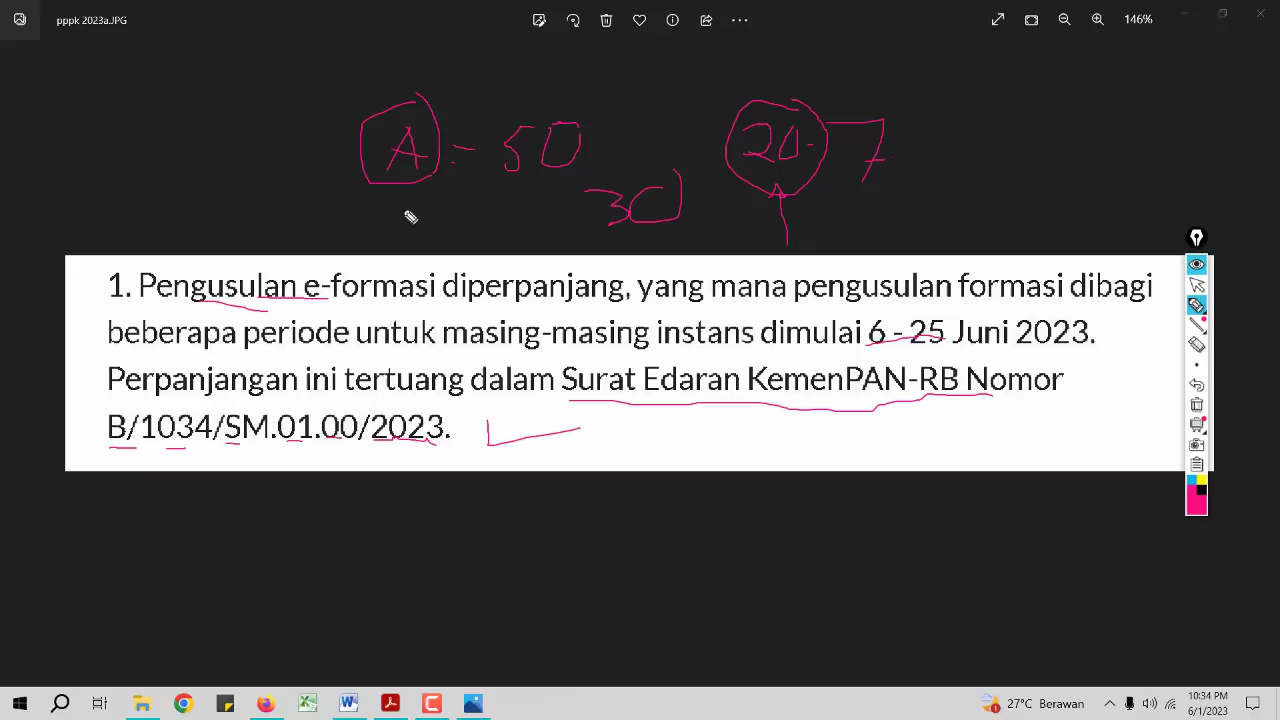 pppk 2023a.JPG
146%
A = 50
20 - 7
30
1. Pengusulan e-formasi diperpanjang, yang mana pengusulan formasi dibagi
beberapa periode untuk masing-masing instans dimulai 6 - 25 Juni 2023.
Perpanjangan ini tertuang dalam Surat Edaran KemenPAN-RB Nomor
B/1034/SM.01.00/2023.
27°C Berawan
10:34 PM
6/1/2023